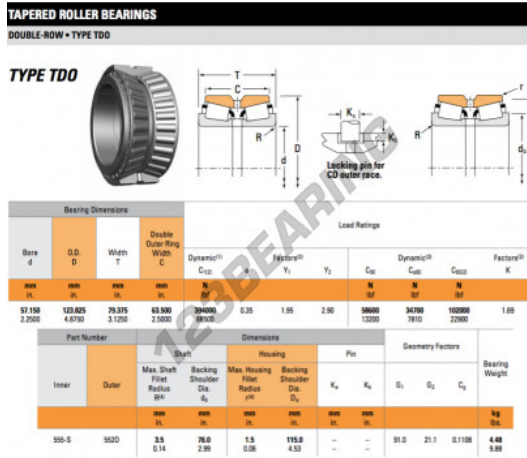 TAPERED ROLLER BEARINGS
DOUBLE-ROW • TYPE TDO
TYPE TDO
T
C
R
d
D
K
K
Locking pin for
CD outer race.
r
R
d
123BEARING
Bearing Dimensions
Load Ratings
Bore
d
O.D.
D
Width
T
Double
Outer Ring
Width
C
Dynamic(1)
C1(2)
Factors(2)
e
Y1
Y2
Dynamic(3)
C90
Ca90
C90(2)
Factors(2)
K
mm mm mm mm N N N N
in. in. in. in. lbf lbf lbf lbf
57.150 123.825 79.375 63.500 394000 0.35 1.95 2.90 58600 34700 102000 1.69
2.2500 4.8750 3.1250 2.5000 88500 13200 7810 22900
Part Number
Dimensions
Geometry Factors
Bearing
Weight
Shaft
Housing
Pin
Inner
Outer
Max. Shaft
Fillet
Radius
R(4)
Backing
Shoulder
Dia.
db
Max. Housing
Fillet
Radius
r(4)
Backing
Shoulder
Dia.
Da
Ka
Kb
G1
G2
Cg
mm mm mm mm mm mm kg
in. in. in. in. in. in. lbs.
555-S 552D 3.5 76.0 1.5 115.0 – – 91.0 21.1 0.1108 4.48
0.14 2.99 0.06 4.53 – – 9.88